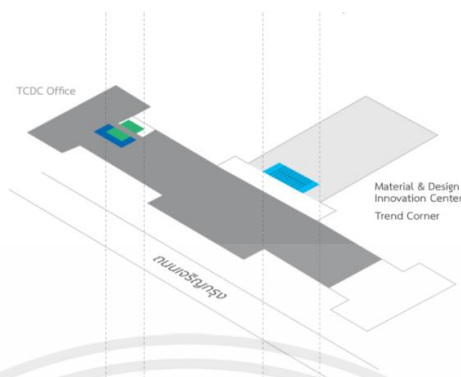 TCDC Office
Material & Design
Innovation Center
Trend Corner
ถนนเจริญกรุง